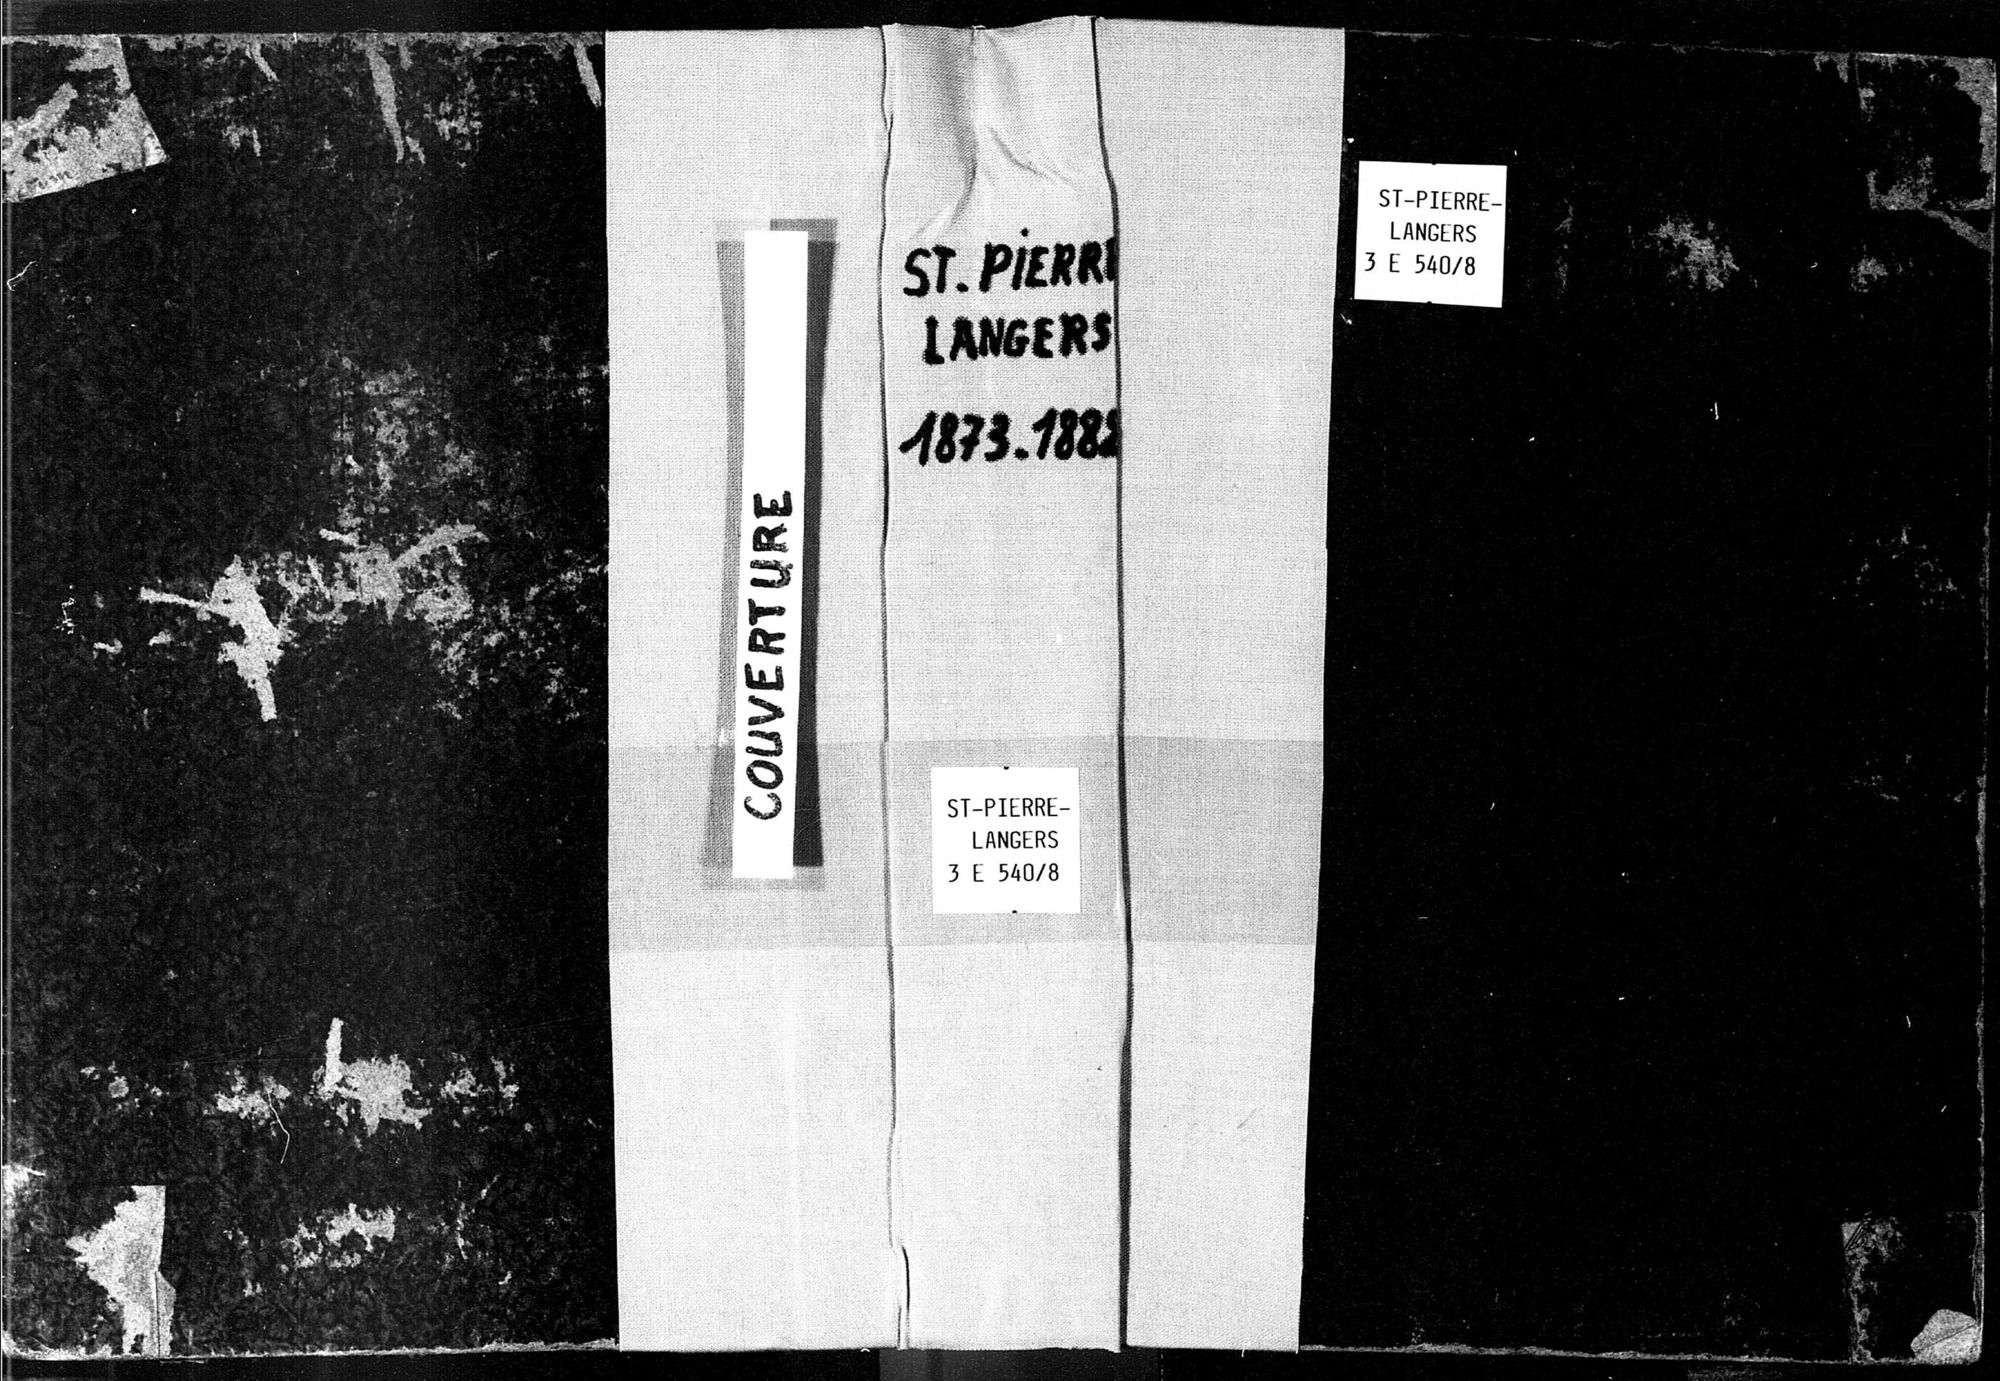 COUVERTURE
ST. PIERRE
LANGERS
1873.1882
ST-PIERRE-
LANGERS
3 E 540/8
ST-PIERRE-
LANGERS
3 E 540/8